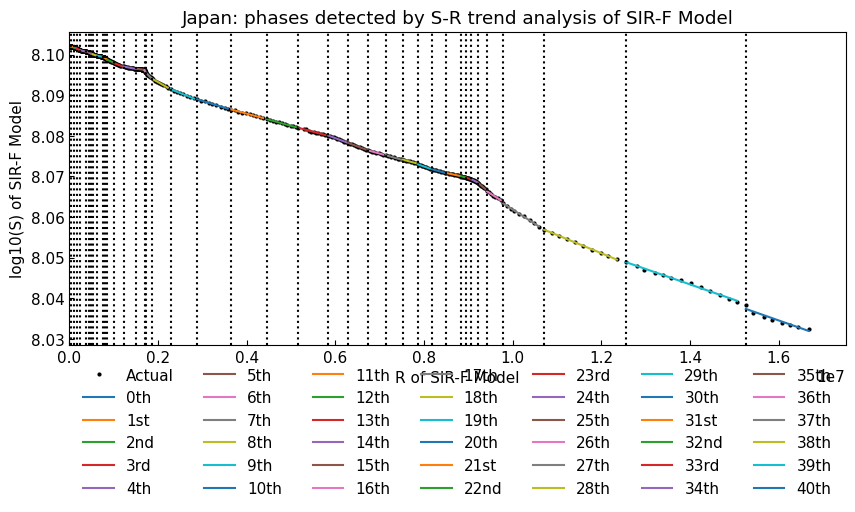 Japan: phases detected by S-R trend analysis of SIR-F Model
log10(S) of SIR-F Model
8.10
8.09
8.08
8.07
8.06
8.05
8.04
8.03
0.0 0.2 0.4 0.6 0.8 1.0 1.2 1.4 1.6
R of SIR-F Model
1e7
Actual 5th 11th 17th 23rd 29th 35th
0th 6th 12th 18th 24th 30th 36th
1st 7th 13th 19th 25th 31st 37th
2nd 8th 14th 20th 26th 32nd 38th
3rd 9th 15th 21st 27th 33rd 39th
4th 10th 16th 22nd 28th 34th 40th